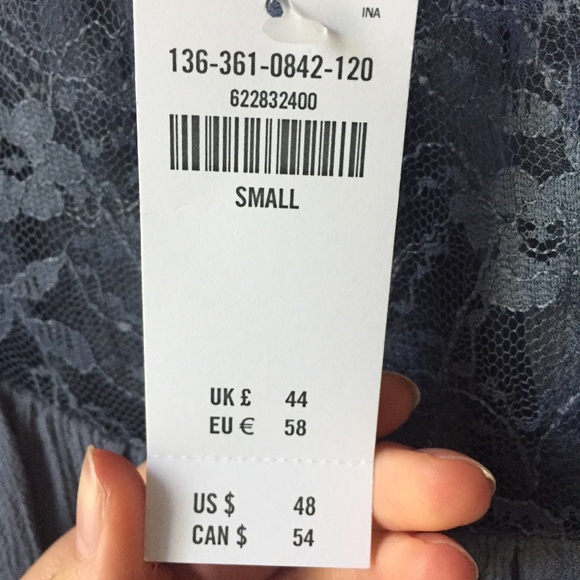 INA
136-361-0842-120
622832400
SMALL
UK £ 44
EU € 58
US $ 48
CAN $ 54